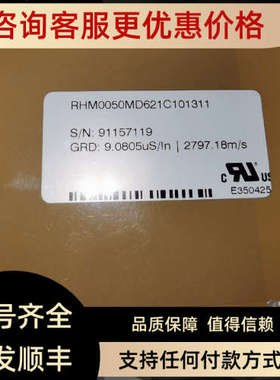 咨询客服更优惠价格
RHM0050MD621C101311
S/N: 91157119
GRD: 9.0805uS/In | 2797.18m/s
C US
E350425
号齐全
品质保障 值得信赖
发顺丰
支持任何付款方式